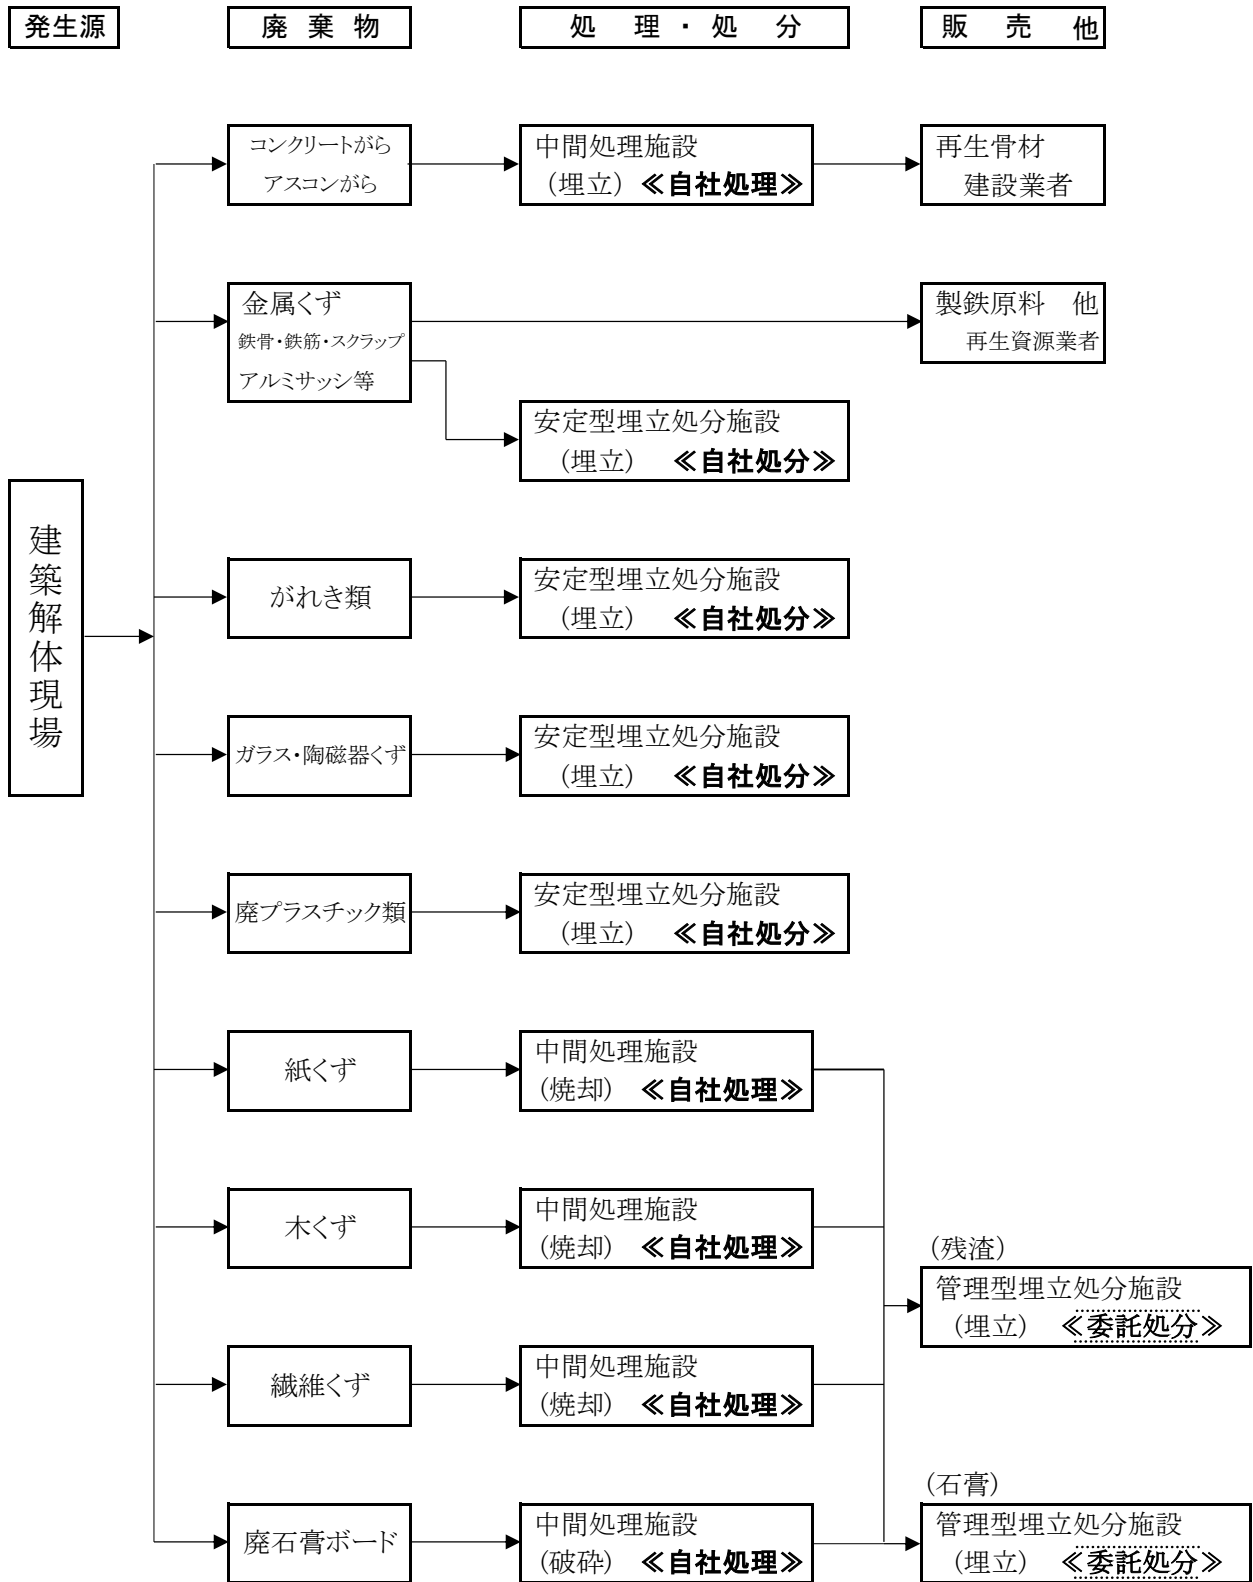 発生源
廃棄物
処理・処分
販売他
コンクリートがら
アスコンがら
中間処理施設
(埋立) ≪自社処理≫
再生骨材
建設業者
金属くず
鉄骨・鉄筋・スクラップ
アルミサッシ等
製鉄原料 他
再生資源業者
安定型埋立処分施設
(埋立) ≪自社処分≫
建築解体現場
がれき類
安定型埋立処分施設
(埋立) ≪自社処分≫
ガラス・陶磁器くず
安定型埋立処分施設
(埋立) ≪自社処分≫
廃プラスチック類
安定型埋立処分施設
(埋立) ≪自社処分≫
紙くず
中間処理施設
(焼却) ≪自社処理≫
木くず
中間処理施設
(焼却) ≪自社処理≫
(残渣)
管理型埋立処分施設
(埋立) ≪委託処分≫
繊維くず
中間処理施設
(焼却) ≪自社処理≫
廃石膏ボード
中間処理施設
(破砕) ≪自社処理≫
(石膏)
管理型埋立処分施設
(埋立) ≪委託処分≫